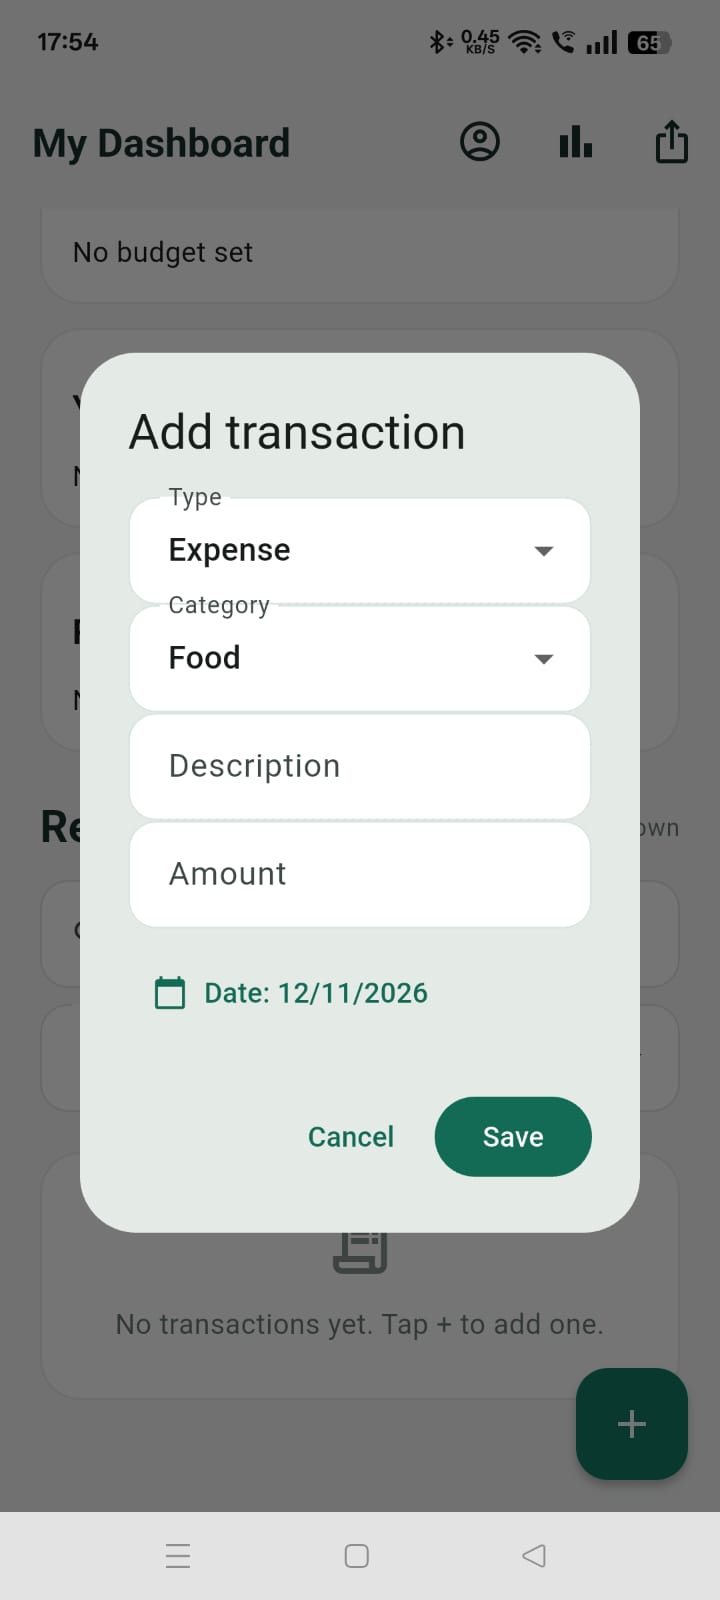 17:54
0.45
KB/S
65
My Dashboard
No budget set
Add transaction
Type
Expense
Category
Food
Description
Amount
Date: 12/11/2026
Cancel
Save
No transactions yet. Tap + to add one.
+